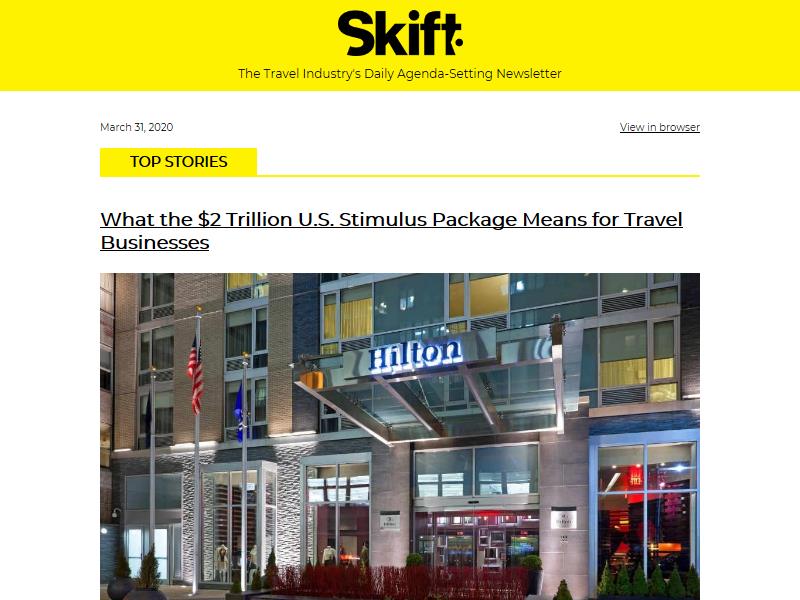 Skift
The Travel Industry's Daily Agenda-Setting Newsletter
March 31, 2020
View in browser
TOP STORIES
What the $2 Trillion U.S. Stimulus Package Means for Travel
Businesses
Hilton